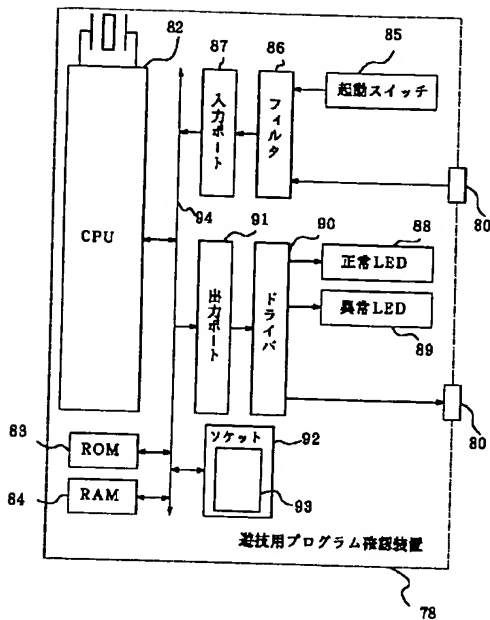 82
87
86
85
入力ポート
フィルタ
起動スイッチ
CPU
94
80
91
90
88
出力ポート
ドライバ
正常LED
異常LED
89
80
83
ROM
ソケット
92
84
RAM
93
遊技用プログラム確認装置
78